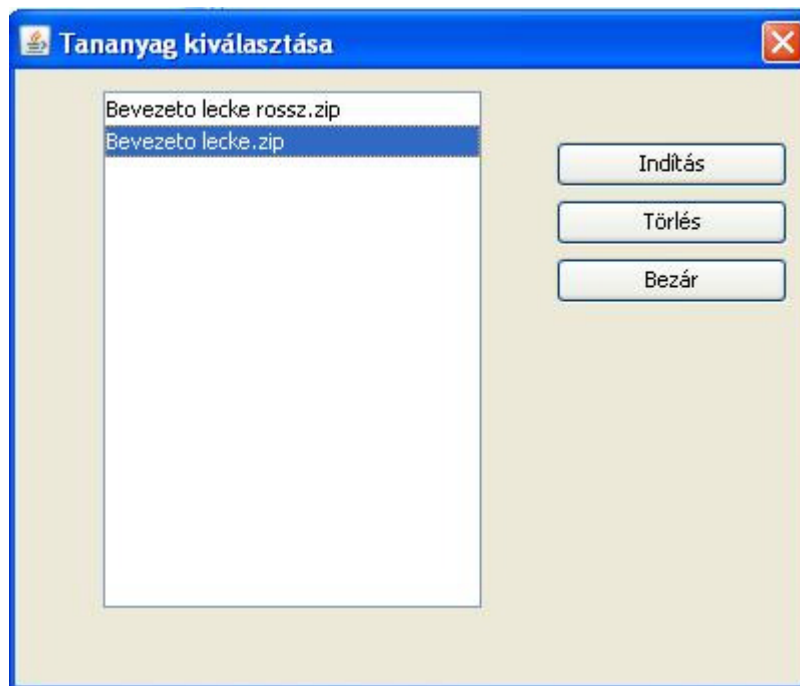 Tananyag kiválasztása
Bevezeto lecke rossz.zip
Bevezeto lecke.zip
Indítás
Törlés
Bezár